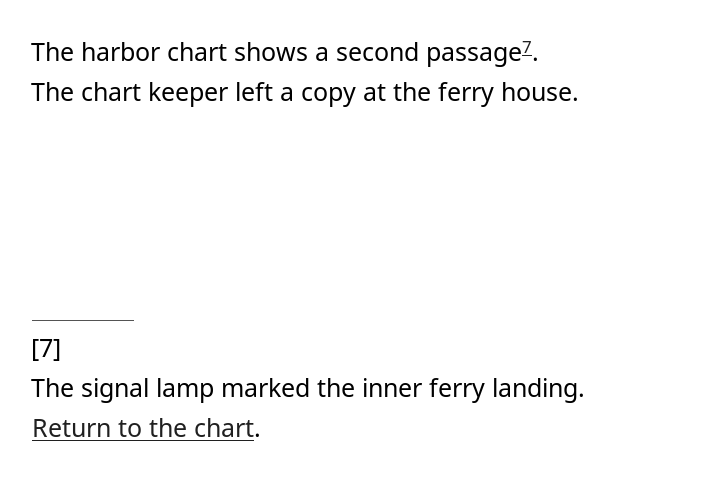 The harbor chart shows a second passage7.
The chart keeper left a copy at the ferry house.
[7]
The signal lamp marked the inner ferry landing.
Return to the chart.